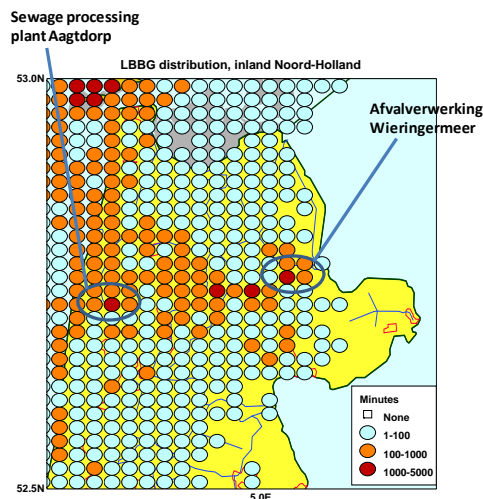 Sewage processing
plant Aagtdorp
LBBG distribution, inland Noord-Holland
53.0N
Afvalverwerking
Wieringermeer
Minutes
None
1-100
100-1000
1000-5000
52.5N
5.0E